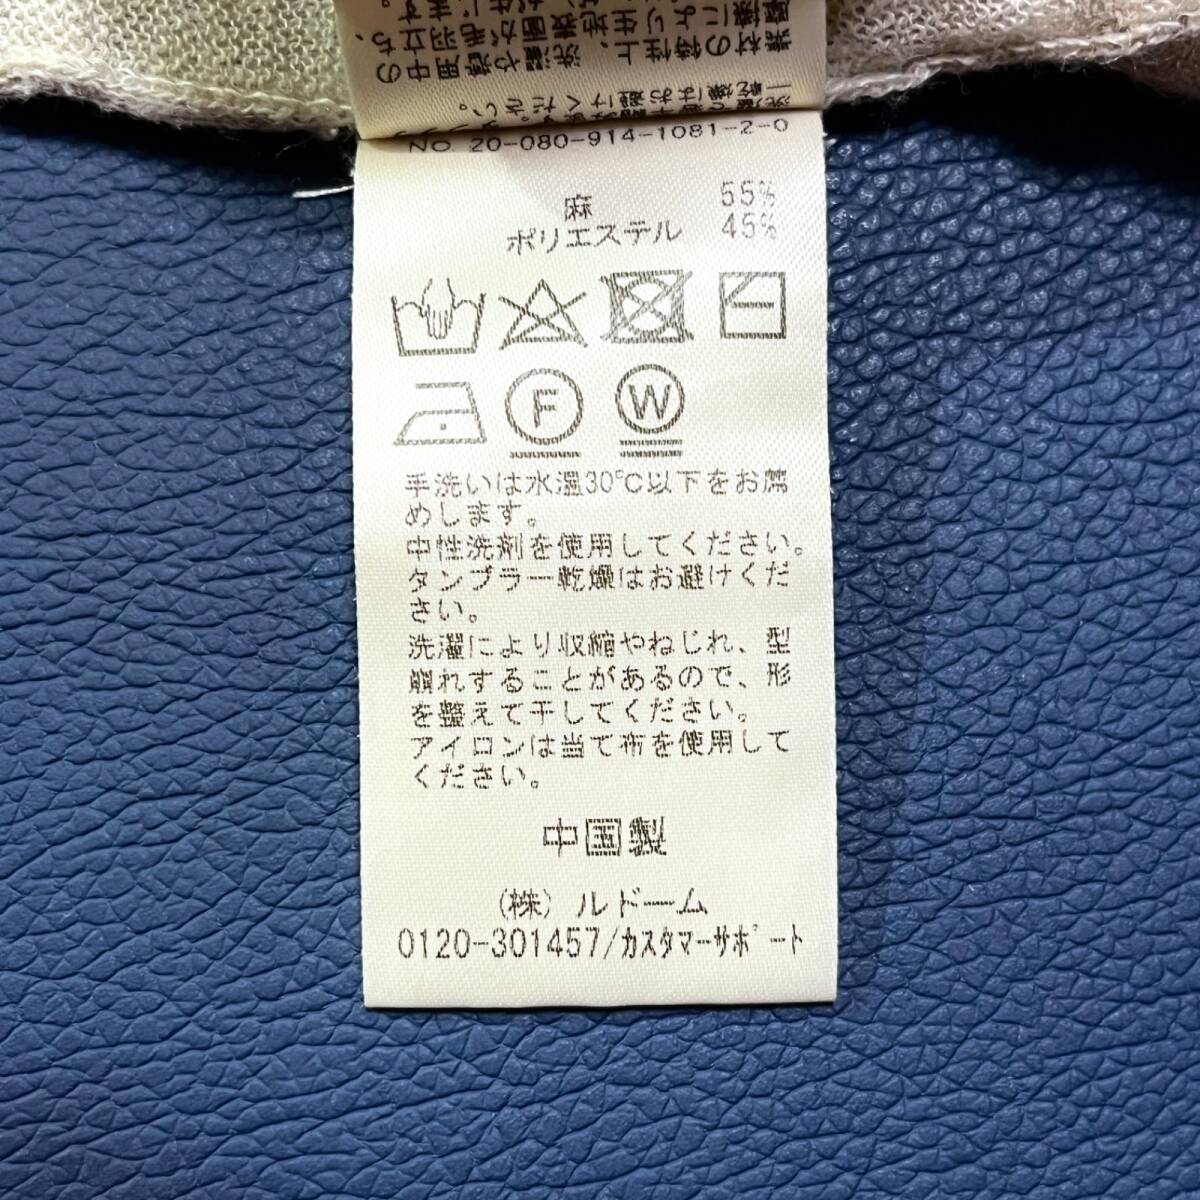 NO. 20-080-914-1081-2-0
麻 55%
ポリエステル 45%
F W
手洗いは水温30℃以下をお薦
めします。
中性洗剤を使用してください。
タンブラー乾燥はお避けくだ
さい。
洗濯により収縮やねじれ、型
崩れすることがあるので、形
を整えて干してください。
アイロンは当て布を使用して
ください。
中国製
(株)ルドーム
0120-301457/カスタマーサポート